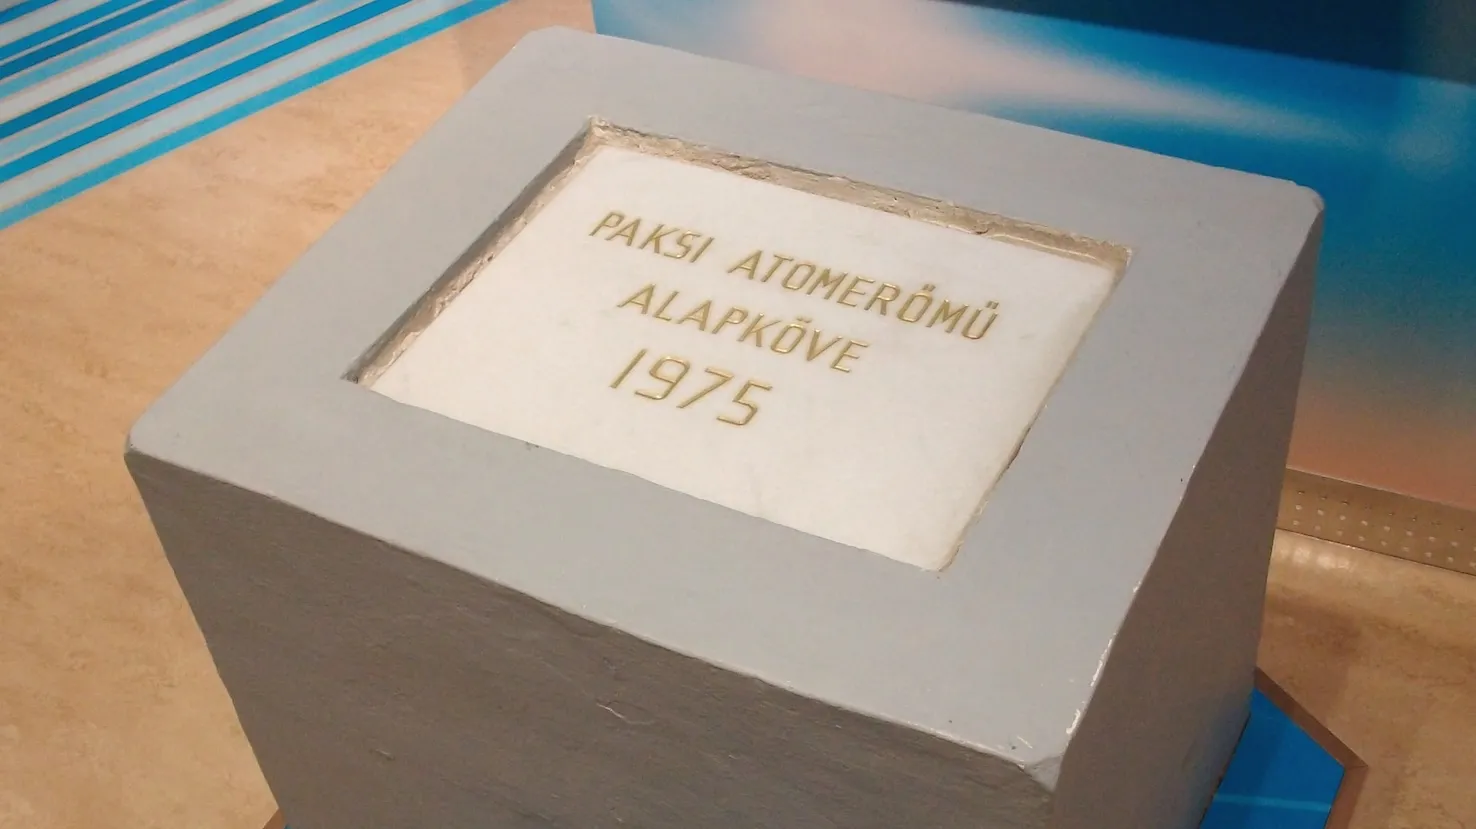 PAKSI ATOMERŐMŰ
ALAPKÖVE
1975